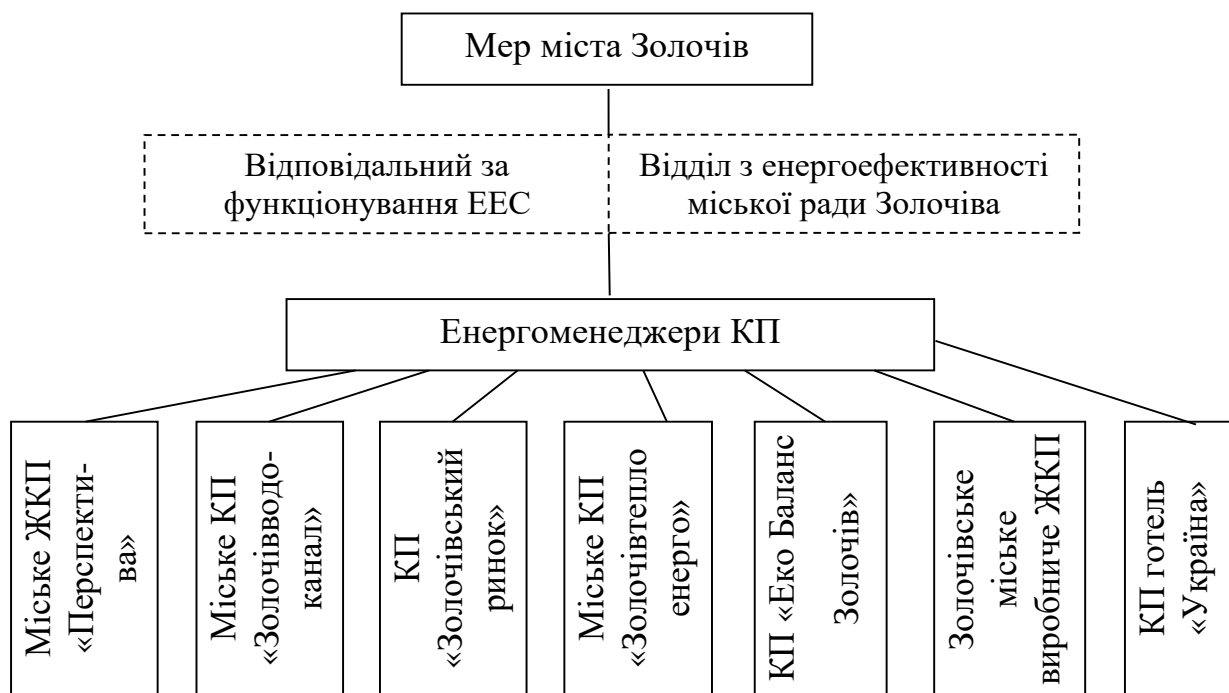 Мер міста Золочів
Відповідальний за
функціонування ЕЕС
Відділ з енергоефективності
міської ради Золочіва
Енергоменеджери КП
Міське ЖКП
«Перспекти-
ва»
Міське КП
«Золочівводо-
канал»
КП
«Золочівський
ринок»
Міське КП
«Золочівтепло
енерго»
КП «Еко Баланс
Золочів»
Золочівське
міське
виробниче ЖКП
КП готель
«Україна»